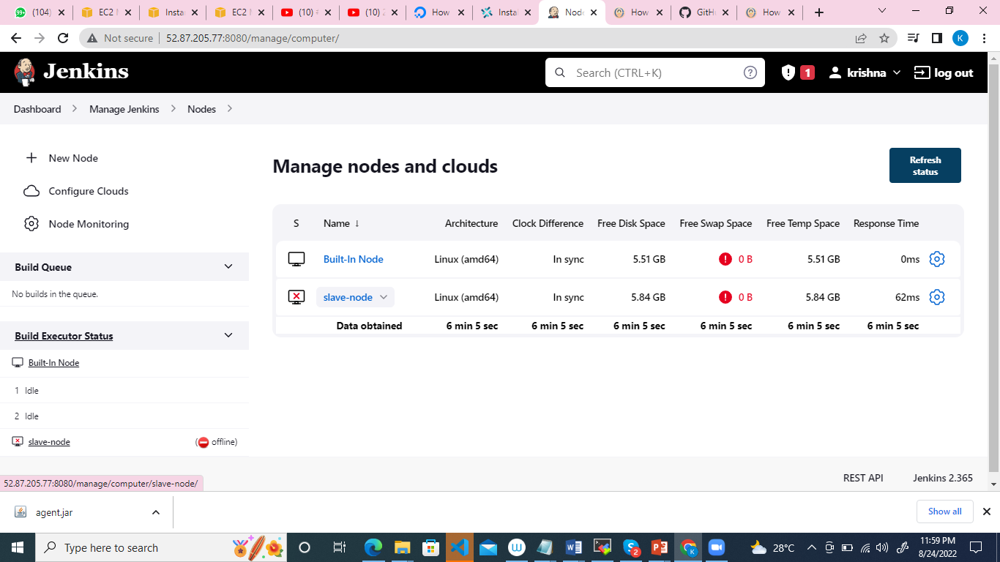 (104)
EC2
Instan
EC2
(10)
(10) 2
How
Instal
Node
How
GitH
How
Not secure
52.87.205.77:8080/manage/computer/
K
Jenkins
Search (CTRL+K)
1
krishna
log out
Dashboard
Manage Jenkins
Nodes
New Node
Configure Clouds
Node Monitoring
Build Queue
No builds in the queue.
Build Executor Status
Built-In Node
1 Idle
2 Idle
slave-node (offline)
Manage nodes and clouds
Refresh
status
S Name ↓ Architecture Clock Difference Free Disk Space Free Swap Space Free Temp Space Response Time
Built-In Node Linux (amd64) In sync 5.51 GB 0 B 5.51 GB 0ms
slave-node Linux (amd64) In sync 5.84 GB 0 B 5.84 GB 62ms
Data obtained 6 min 5 sec 6 min 5 sec 6 min 5 sec 6 min 5 sec 6 min 5 sec 6 min 5 sec
REST API
Jenkins 2.365
52.87.205.77:8080/manage/computer/slave-node/
agent.jar
Show all
Type here to search
28°C
11:59 PM
8/24/2022